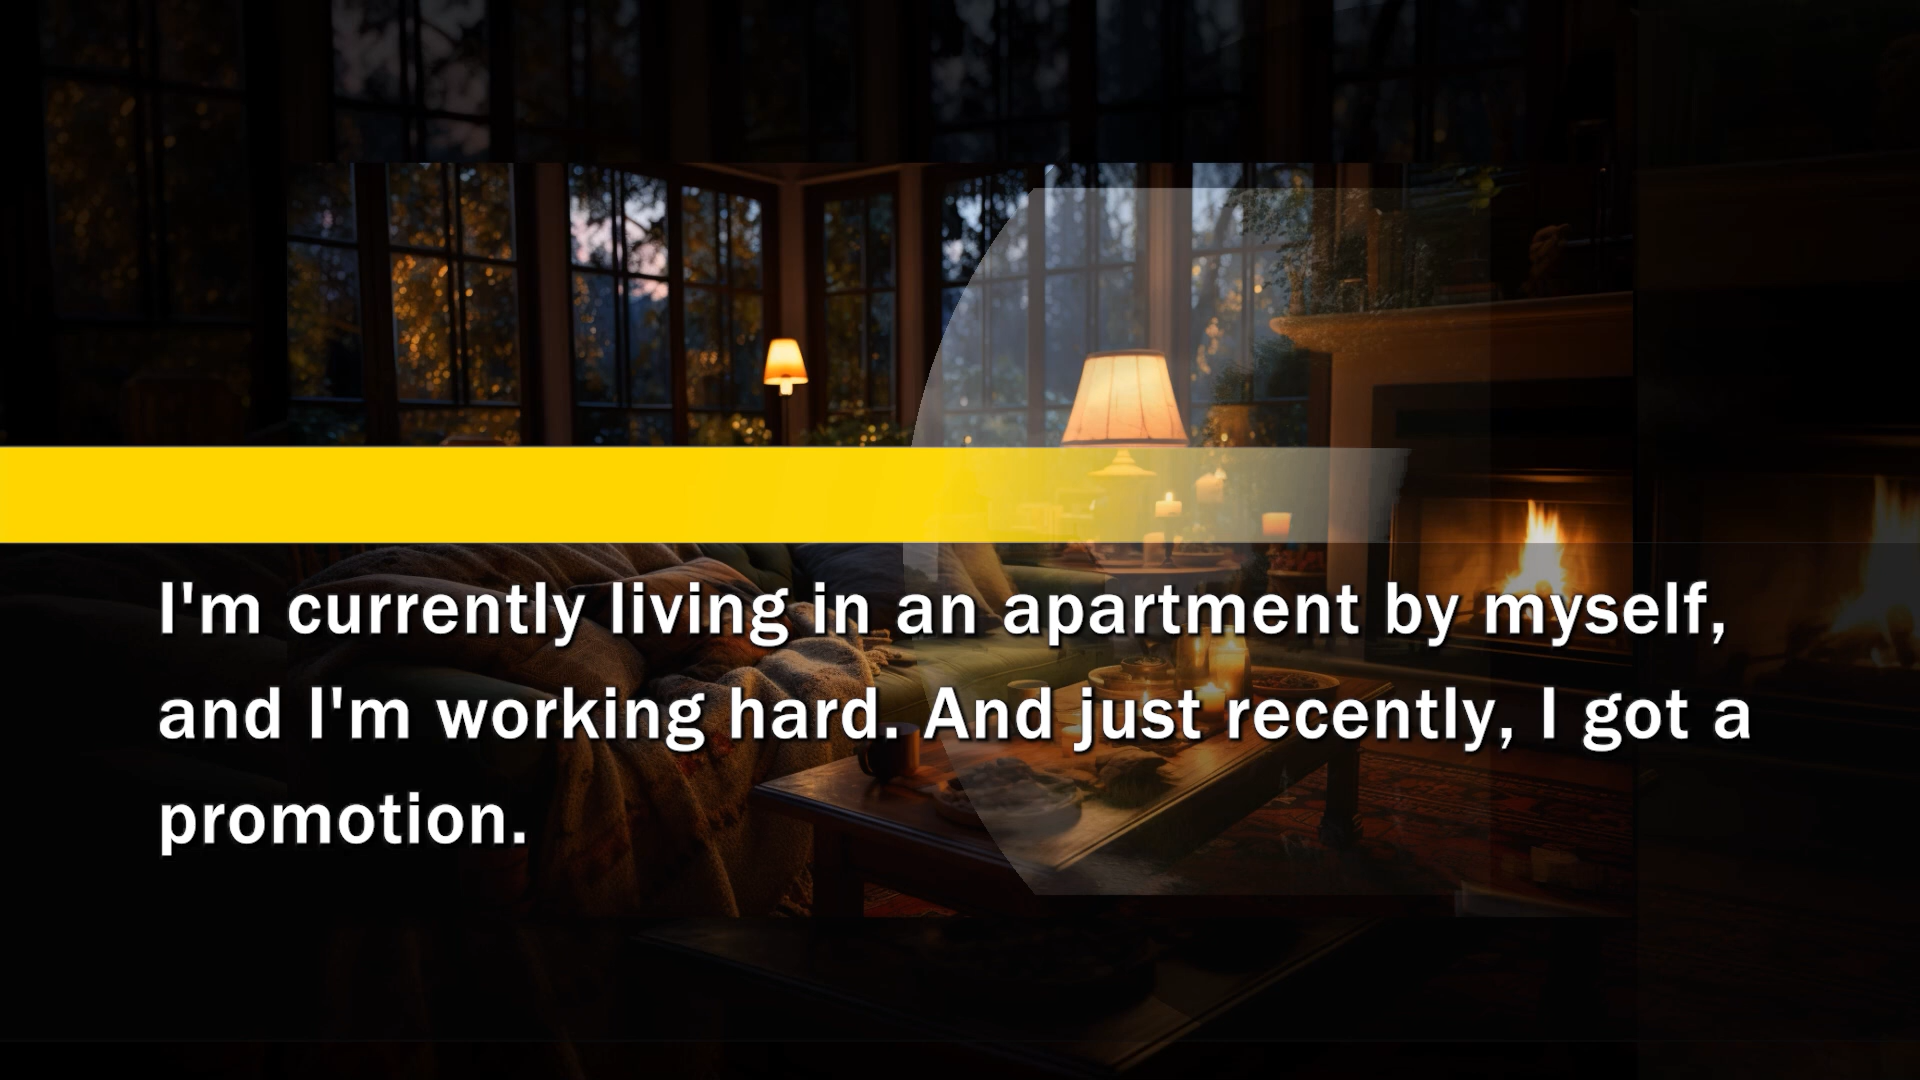 I'm currently living in an apartment by myself,
and I'm working hard. And just recently, I got a
promotion.